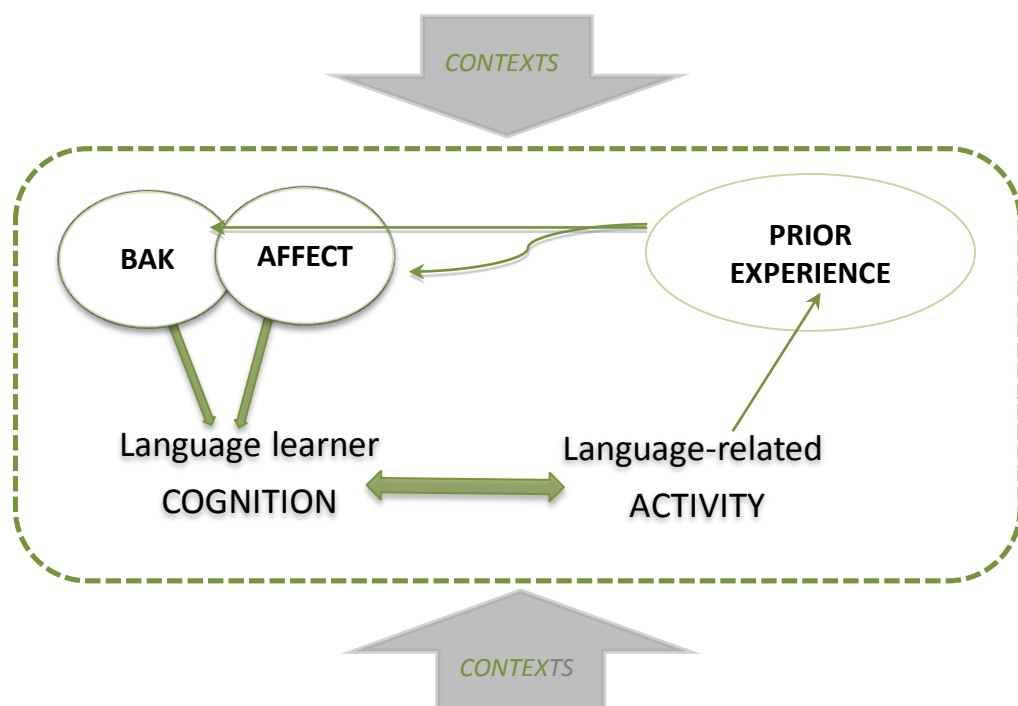 CONTEXTS
BAK
AFFECT
PRIOR
EXPERIENCE
Language learner
COGNITION
Language-related
ACTIVITY
CONTEXTS